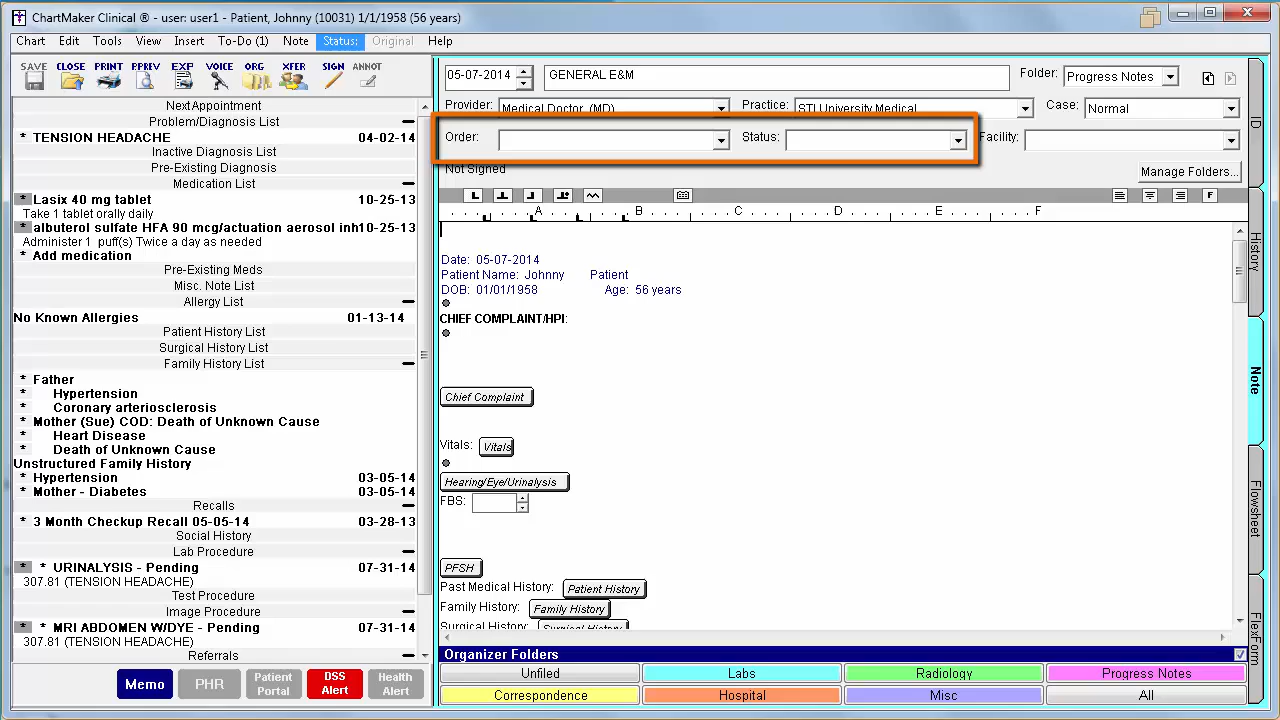 ChartMaker Clinical ® - user: user1 - Patient, Johnny (10031) 1/1/1958 (56 years)
Chart Edit Tools View Insert To-Do (1) Note Status: Original Help
SAVE CLOSE PRINT PPREV EXP VOICE ORG XFER SIGN ANNOT
Next Appointment
Problem/Diagnosis List
* TENSION HEADACHE 04-02-14
Inactive Diagnosis List
Pre-Existing Diagnosis
Medication List
* Lasix 40 mg tablet 10-25-13
Take 1 tablet orally daily
* albuterol sulfate HFA 90 mcg/actuation aerosol inh10-25-13
Administer 1 puff(s) Twice a day as needed
* Add medication
Pre-Existing Meds
Misc. Note List
Allergy List
No Known Allergies 01-13-14
Patient History List
Surgical History List
Family History List
* Father
* Hypertension
* Coronary arteriosclerosis
* Mother (Sue) COD: Death of Unknown Cause
* Heart Disease
* Death of Unknown Cause
Unstructured Family History
* Hypertension 03-05-14
* Mother - Diabetes 03-05-14
Recalls
* 3 Month Checkup Recall 05-05-14 03-28-13
Social History
Lab Procedure
* * URINALYSIS - Pending 07-31-14
307.81 (TENSION HEADACHE)
Test Procedure
Image Procedure
* * MRI ABDOMEN W/DYE - Pending 07-31-14
307.81 (TENSION HEADACHE)
Referrals
Memo PHR Patient Portal DSS Alert Health Alert
05-07-2014 GENERAL E&M Folder: Progress Notes
Provider: Medical Doctor, (MD) Practice: STI University Medical Case: Normal
Order: Status: Facility:
Not Signed Manage Folders...
F
A B C D E F
Date: 05-07-2014
Patient Name: Johnny Patient
DOB: 01/01/1958 Age: 56 years
CHIEF COMPLAINT/HPI:
Chief Complaint
Vitals: Vitals
Hearing/Eye/Urinalysis
FBS:
PFSH
Past Medical History: Patient History
Family History: Family History
Surgical History: Surgical History
Organizer Folders
Unfiled Labs Radiology Progress Notes
Correspondence Hospital Misc All
ID
History
Note
Flowsheet
FlexForm